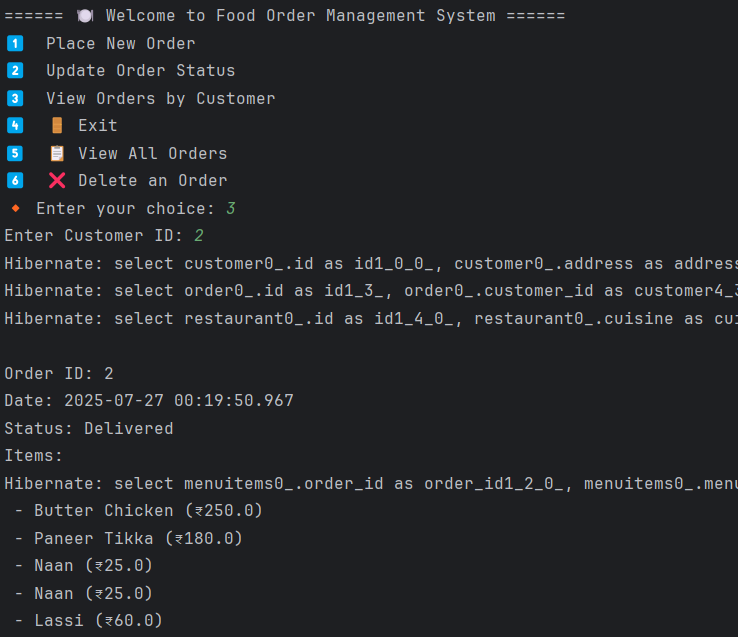 ====== 🍽️ Welcome to Food Order Management System ======
1️⃣ Place New Order
2️⃣ Update Order Status
3️⃣ View Orders by Customer
4️⃣ 🚪 Exit
5️⃣ 📋 View All Orders
6️⃣ ❌ Delete an Order
🔸 Enter your choice: 3
Enter Customer ID: 2
Hibernate: select customer0_.id as id1_0_0_, customer0_.address as address
Hibernate: select order0_.id as id1_3_, order0_.customer_id as customer4_3
Hibernate: select restaurant0_.id as id1_4_0_, restaurant0_.cuisine as cui
Order ID: 2
Date: 2025-07-27 00:19:50.967
Status: Delivered
Items:
Hibernate: select menuitems0_.order_id as order_id1_2_0_, menuitems0_.menu
- Butter Chicken (₹250.0)
- Paneer Tikka (₹180.0)
- Naan (₹25.0)
- Naan (₹25.0)
- Lassi (₹60.0)